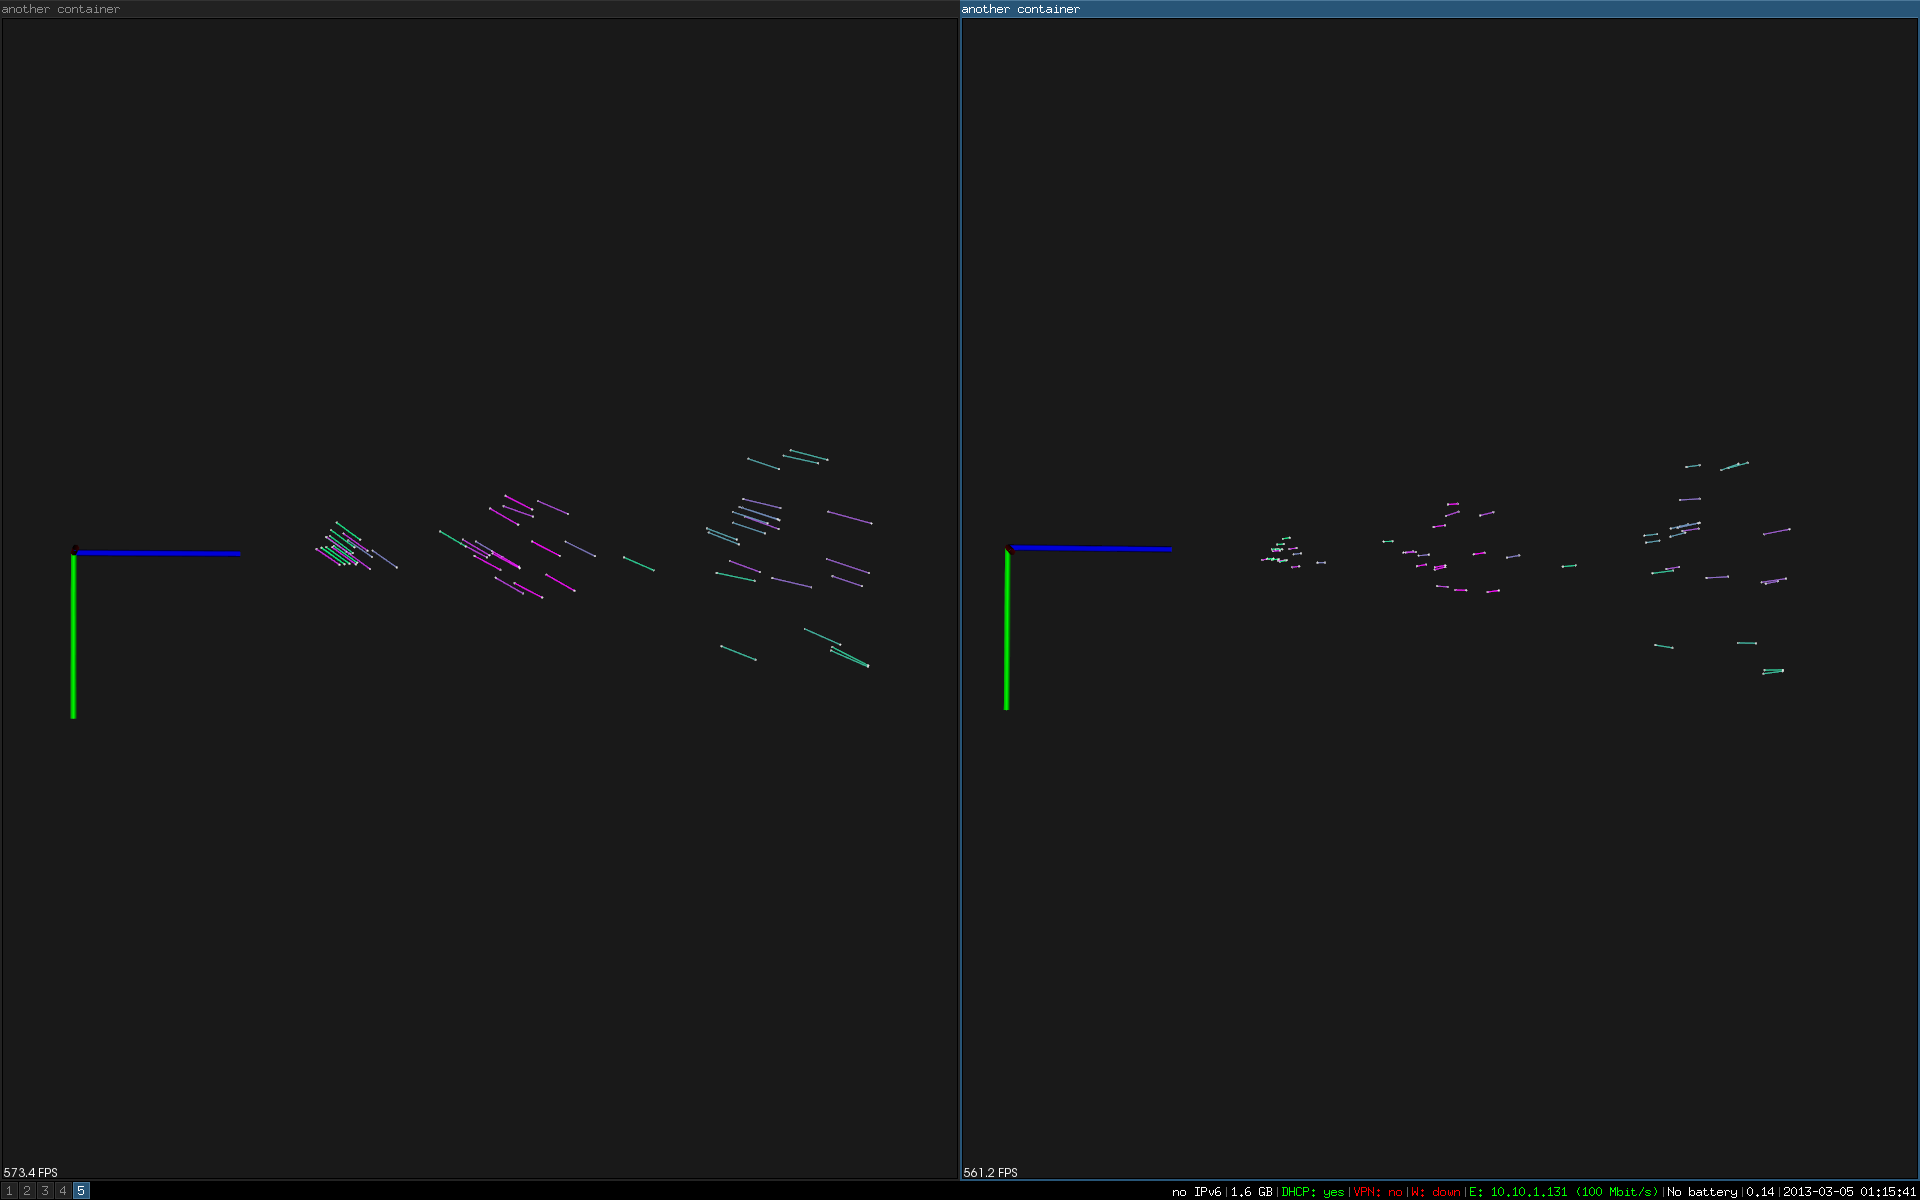 another container
another container
573.4 FPS
561.2 FPS
1 2 3 4 5
no IPv6|1.6 GB|DHCP: yes|VPN: no|W: down|E: 10.10.1.131 (100 Mbit/s)|No battery|0.14|2013-03-05 01:15:41